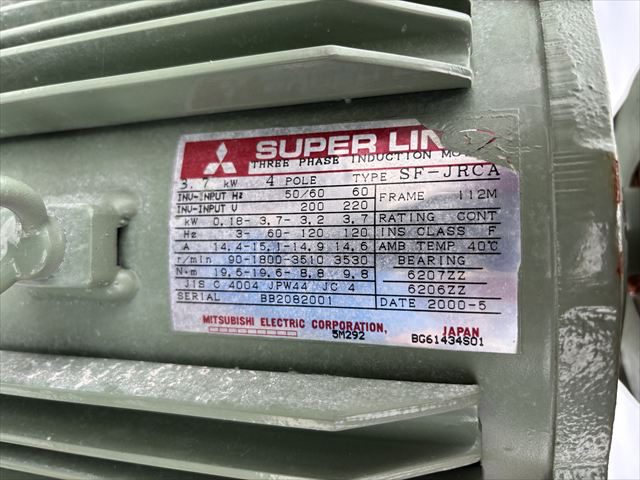 SUPER LIN
THREE PHASE INDUCTION MO
3.7 kW 4 POLE TYPE SF-JRCA
INV-INPUT Hz 50/60 60 FRAME 112M
INV-INPUT V 200 220
kW 0.18- 3.7- 3.2 3.7 RATING CONT
Hz 3- 60- 120 120 INS CLASS F
A 14.4-15.1-14.9 14.6 AMB TEMP 40°C
r/min 90-1800-3510 3530 BEARING
N·m 19.6-19.6- 8.8 9.8 6207ZZ
JIS C 4004 JPW44 JC 4 6206ZZ
SERIAL BB2082001 DATE 2000-5
MITSUBISHI ELECTRIC CORPORATION, JAPAN
5M292 BG61434S01